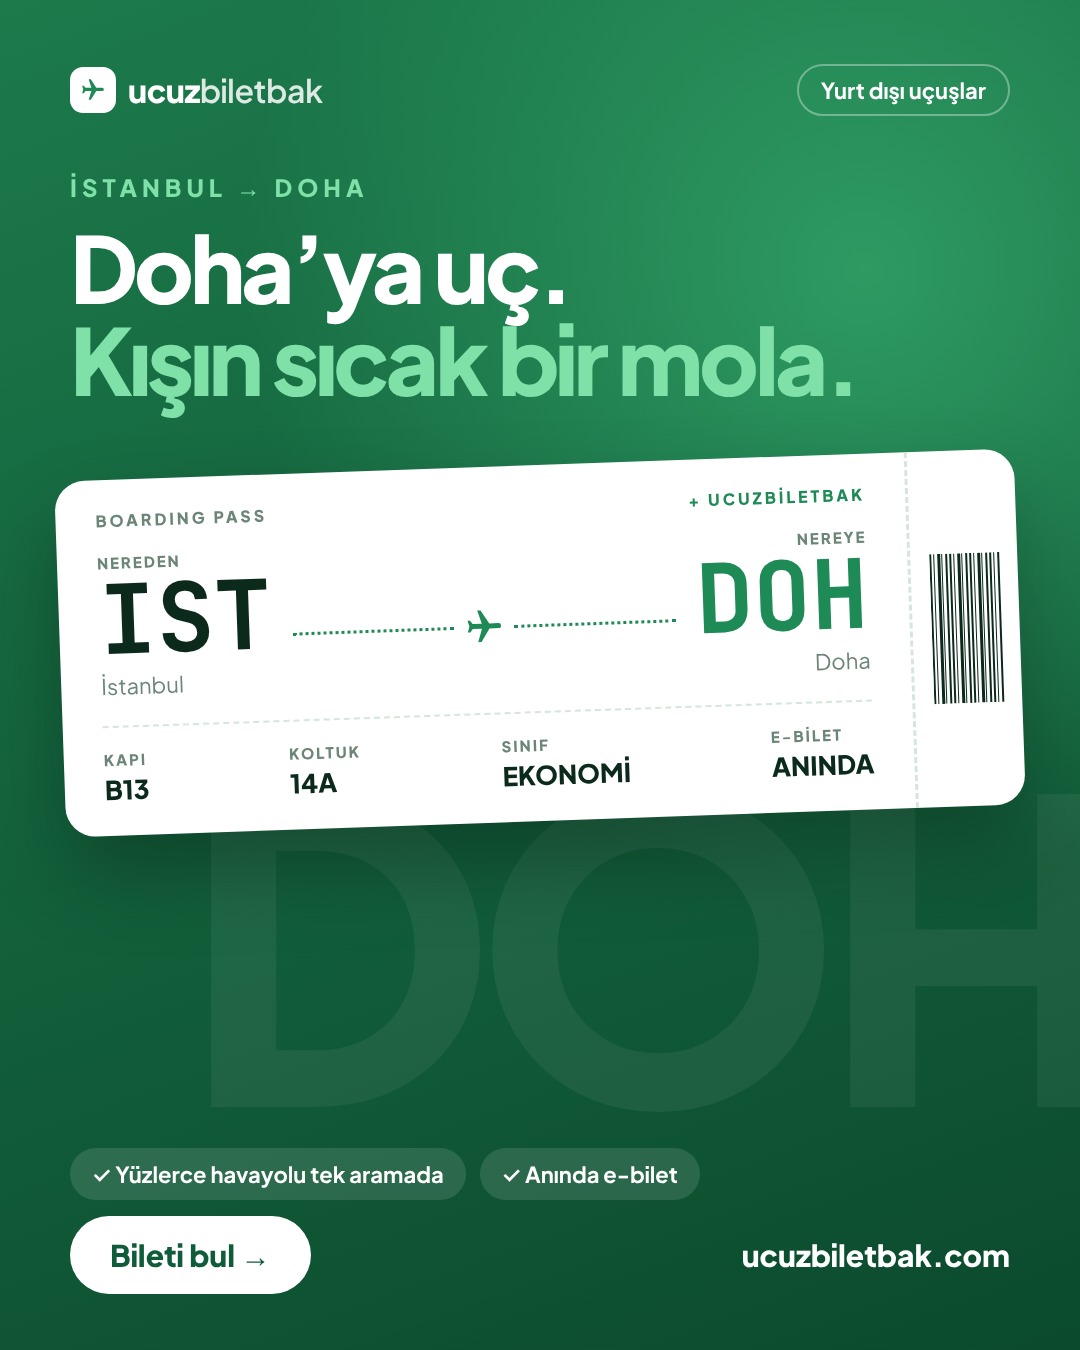 ucuzbiletbak
Yurt dışı uçuşlar
İSTANBUL → DOHA
Doha’ya uç.
Kışın sıcak bir mola.
BOARDING PASS
+ UCUZBİLETBAK
NEREDEN
NEREYE
IST
DOH
İstanbul
Doha
KAPI
KOLTUK
SINIF
E-BİLET
B13
14A
EKONOMİ
ANINDA
DOH
✓ Yüzlerce havayolu tek aramada
✓ Anında e-bilet
Bileti bul →
ucuzbiletbak.com